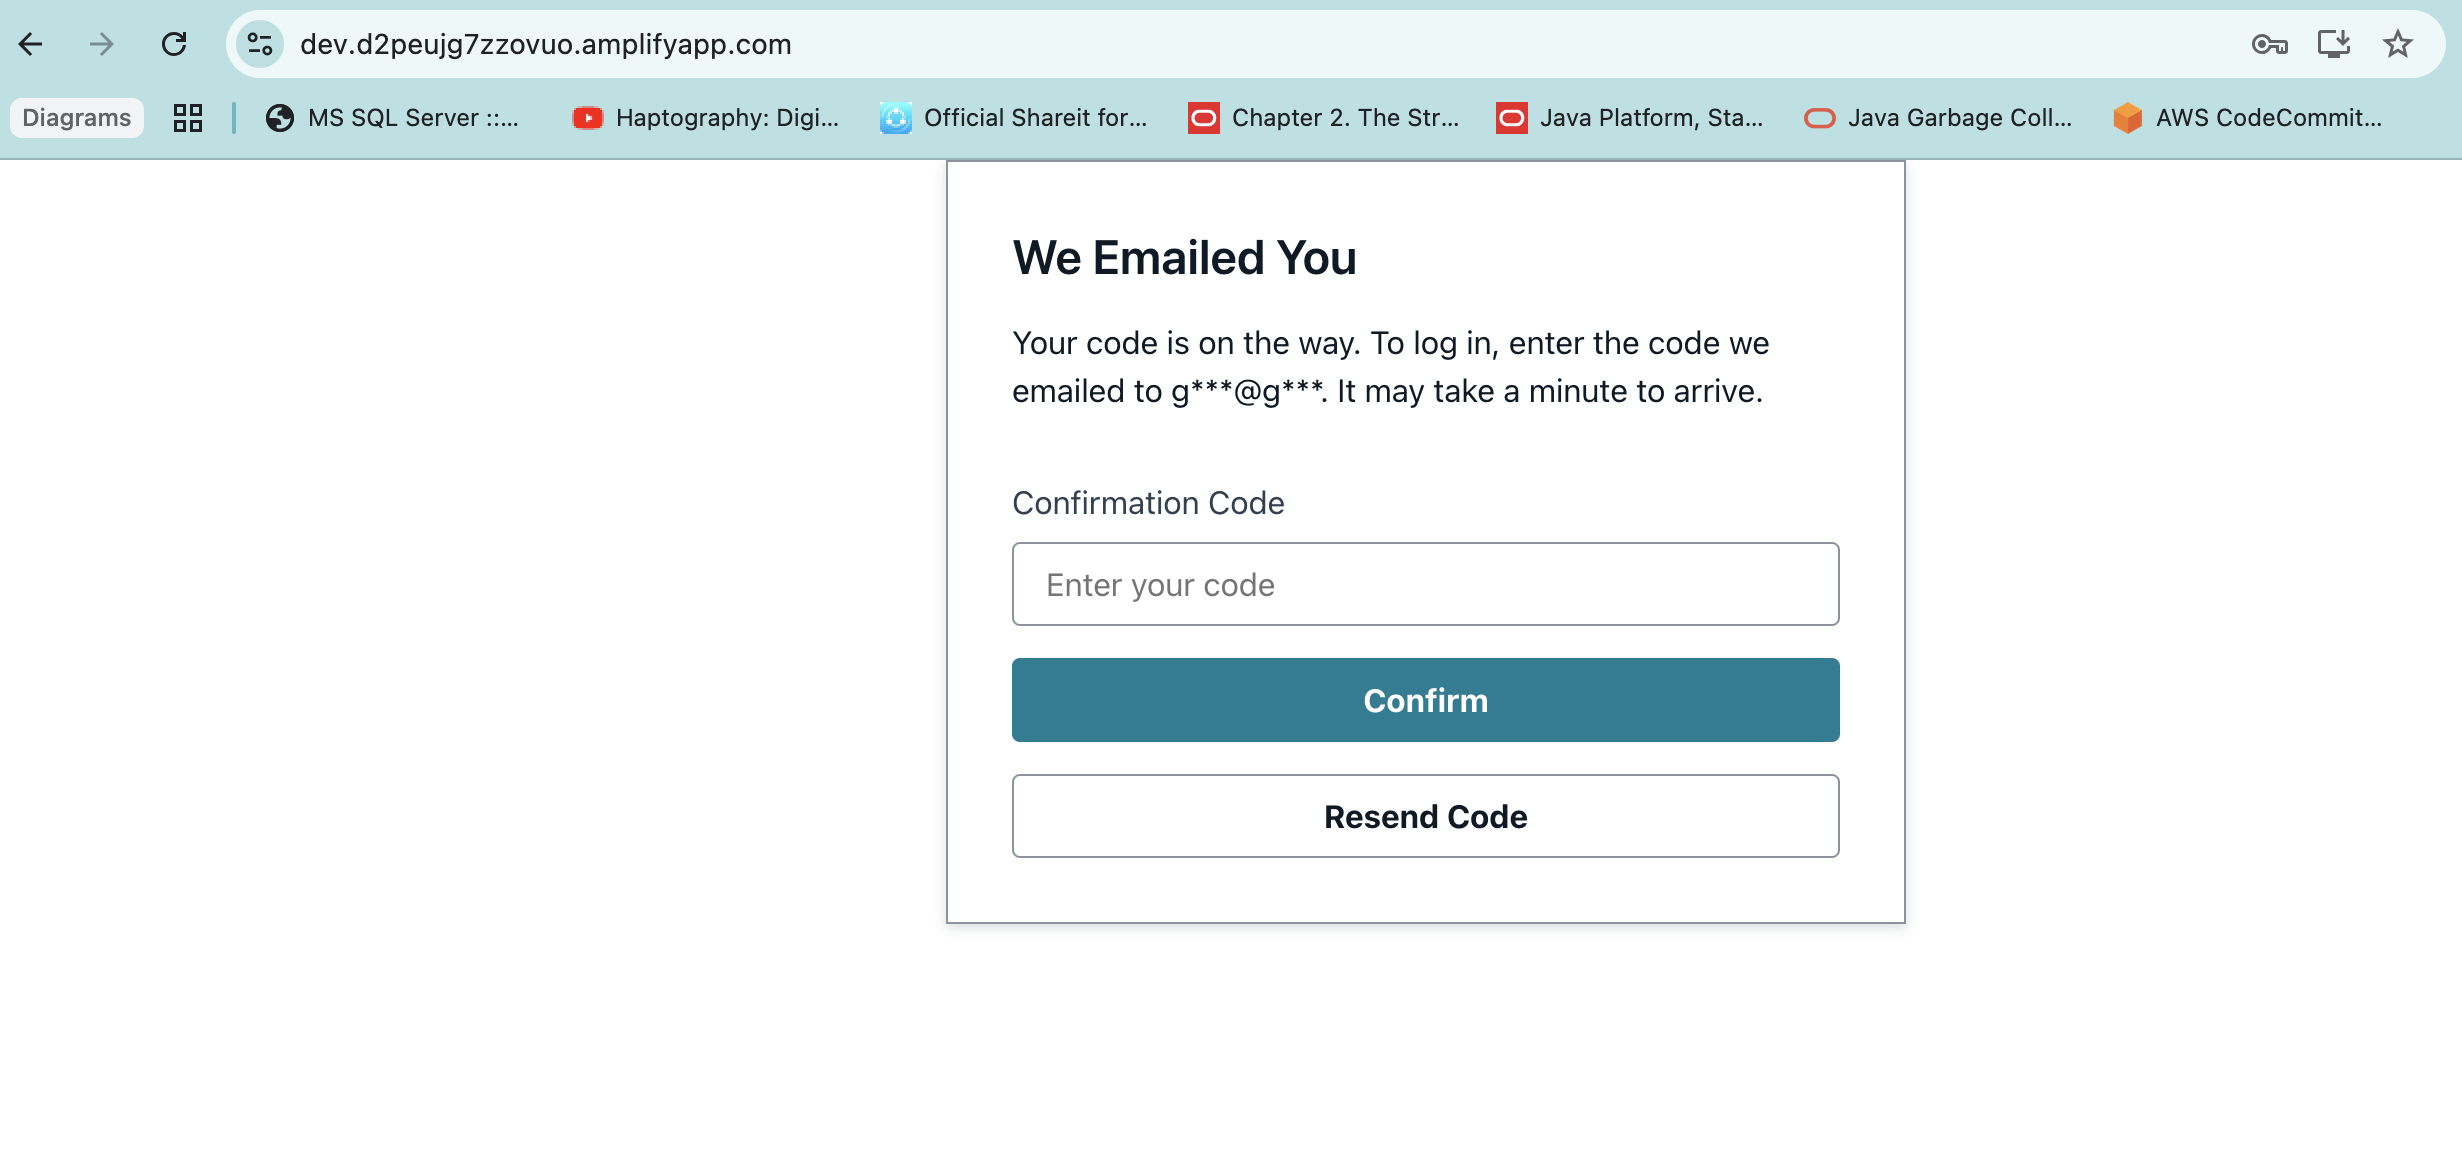 dev.d2peujg7zzovuo.amplifyapp.com
Diagrams
MS SQL Server ::...
Haptography: Digi...
Official Shareit for...
Chapter 2. The Str...
Java Platform, Sta...
Java Garbage Coll...
AWS CodeCommit...
We Emailed You
Your code is on the way. To log in, enter the code we
emailed to g***@g***. It may take a minute to arrive.
Confirmation Code
Enter your code
Confirm
Resend Code